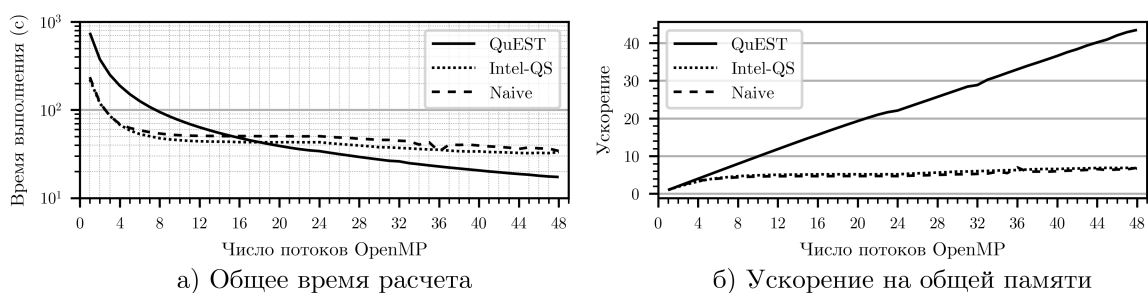 10³
10²
10¹
Время выполнения (с)
QuEST
Intel-QS
Naive
0 4 8 12 16 20 24 28 32 36 40 44 48
Число потоков OpenMP
а) Общее время расчета
40
30
20
10
0
Ускорение
QuEST
Intel-QS
Naive
0 4 8 12 16 20 24 28 32 36 40 44 48
Число потоков OpenMP
б) Ускорение на общей памяти